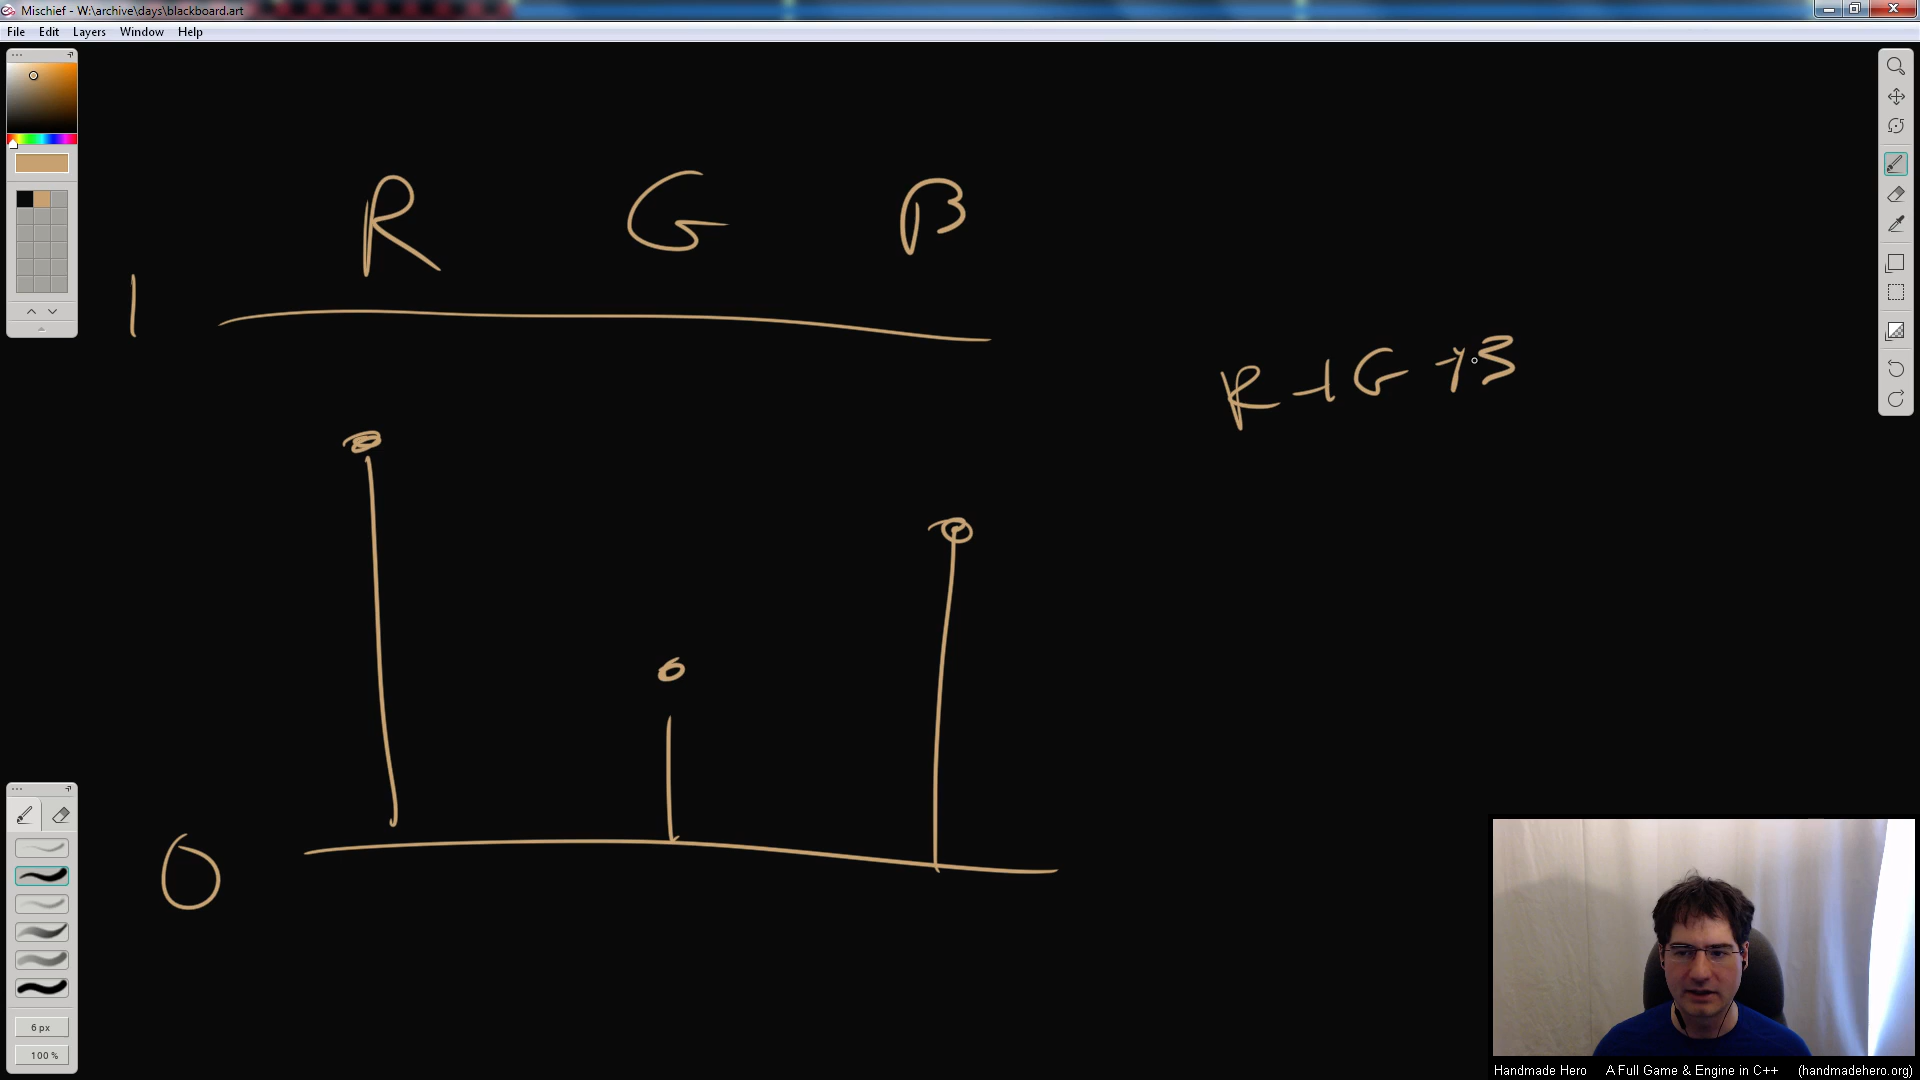 Mischief - W:\archive\days\blackboard.art
File Edit Layers Window Help
R G B
1
R + G + B
0
6 px
100 %
Handmade Hero A Full Game & Engine in C++ (handmadehero.org)